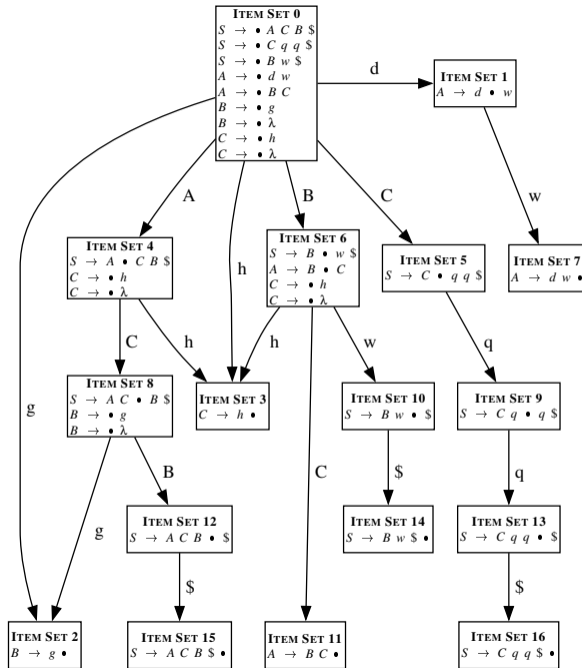 ITEM SET 0
S → • A C B $
S → • C q q $
S → • B w $
A → • d w
A → • B C
B → • g
B → • λ
C → • h
C → • λ
d
ITEM SET 1
A → d • w
A
B
C
w
h
g
ITEM SET 4
S → A • C B $
C → • h
C → • λ
ITEM SET 6
S → B • w $
A → B • C
C → • h
C → • λ
ITEM SET 5
S → C • q q $
ITEM SET 7
A → d w •
C
h
h
w
q
ITEM SET 8
S → A C • B $
B → • g
B → • λ
ITEM SET 3
C → h •
ITEM SET 10
S → B w • $
ITEM SET 9
S → C q • q $
g
B
C
$
q
ITEM SET 12
S → A C B • $
ITEM SET 14
S → B w $ •
ITEM SET 13
S → C q q • $
$
$
ITEM SET 2
B → g •
ITEM SET 15
S → A C B $ •
ITEM SET 11
A → B C •
ITEM SET 16
S → C q q $ •